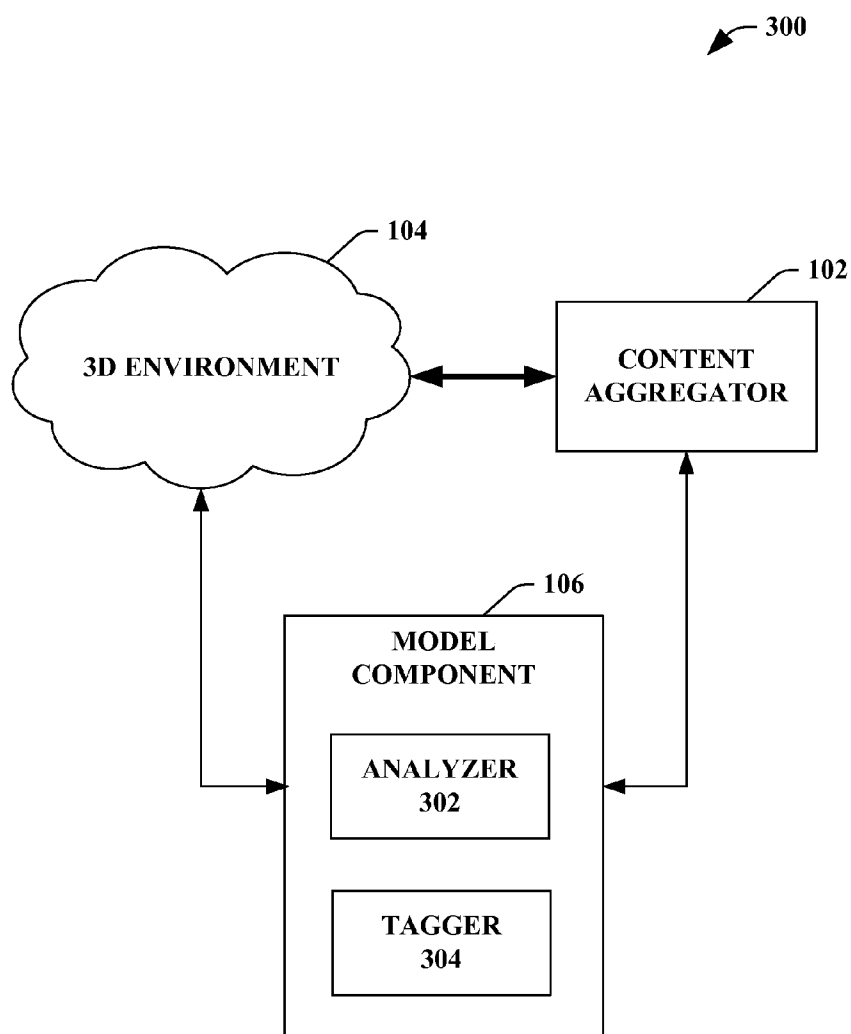 300
104
102
3D ENVIRONMENT
CONTENT
AGGREGATOR
106
MODEL
COMPONENT
ANALYZER
302
TAGGER
304